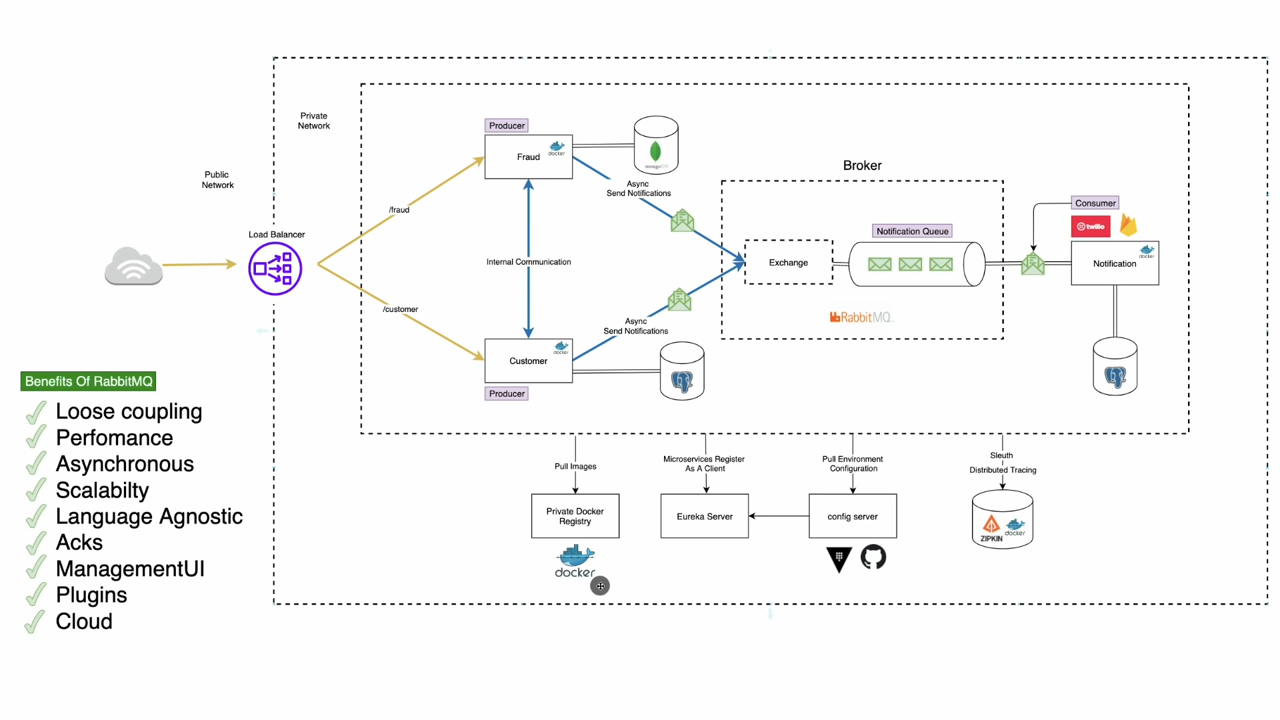 Private
Network
Public
Network
Load Balancer
/fraud
/customer
Producer
Fraud
docker
Internal Communication
Customer
docker
Producer
Async
Send Notifications
Async
Send Notifications
Broker
Exchange
Notification Queue
RabbitMQ
Consumer
twilio
docker
Notification
Pull Images
Microservices Register
As A Client
Pull Environment
Configuration
Sleuth
Distributed Tracing
Private Docker
Registry
Eureka Server
config server
ZIPKIN
docker
docker
Benefits Of RabbitMQ
Loose coupling
Perfomance
Asynchronous
Scalabilty
Language Agnostic
Acks
ManagementUI
Plugins
Cloud